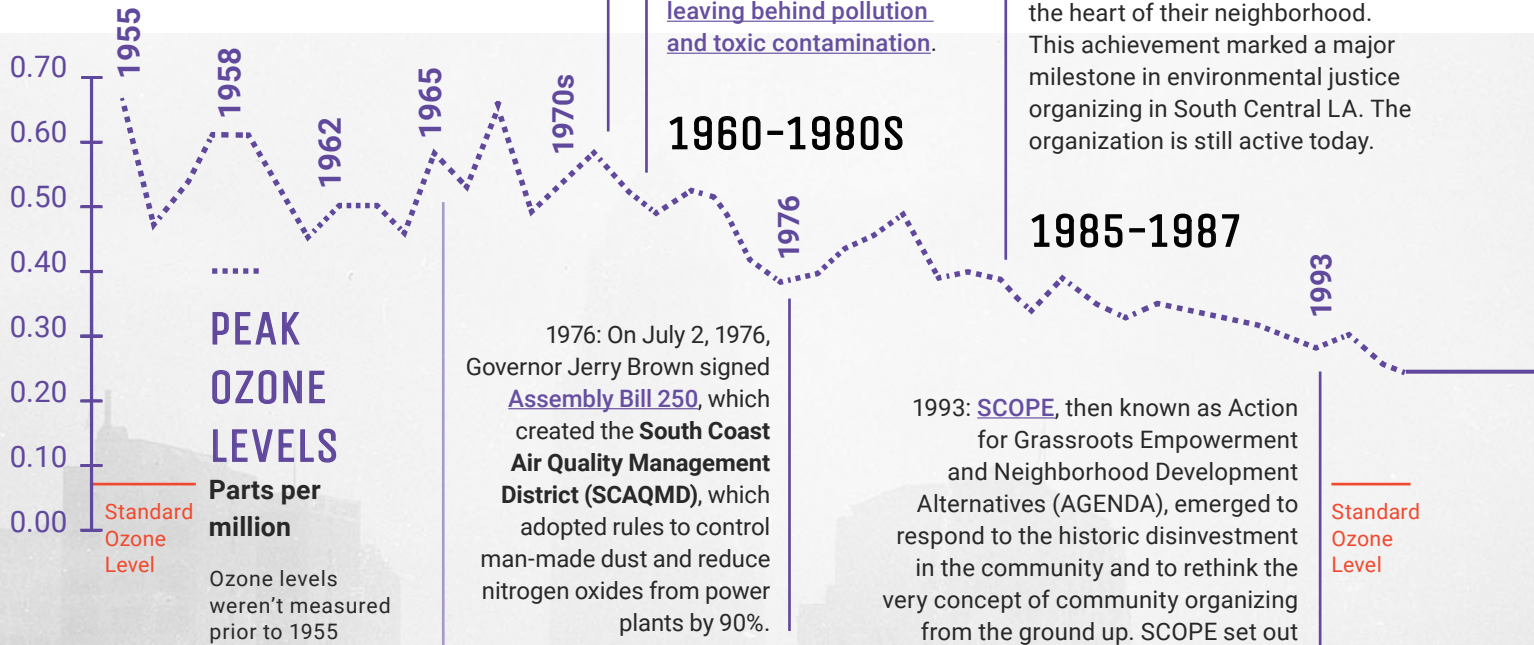 leaving behind pollution
and toxic contamination.
the heart of their neighborhood.
This achievement marked a major
milestone in environmental justice
organizing in South Central LA. The
organization is still active today.
1960–1980S
1985–1987
0.70
0.60
0.50
0.40
0.30
0.20
0.10
0.00
1955
1958
1962
1965
1970s
1976
1993
PEAK
OZONE
LEVELS
Parts per
million
Ozone levels
weren’t measured
prior to 1955
Standard
Ozone
Level
1976: On July 2, 1976,
Governor Jerry Brown signed
Assembly Bill 250, which
created the South Coast
Air Quality Management
District (SCAQMD), which
adopted rules to control
man-made dust and reduce
nitrogen oxides from power
plants by 90%.
1993: SCOPE, then known as Action
for Grassroots Empowerment
and Neighborhood Development
Alternatives (AGENDA), emerged to
respond to the historic disinvestment
in the community and to rethink the
very concept of community organizing
from the ground up. SCOPE set out
Standard
Ozone
Level